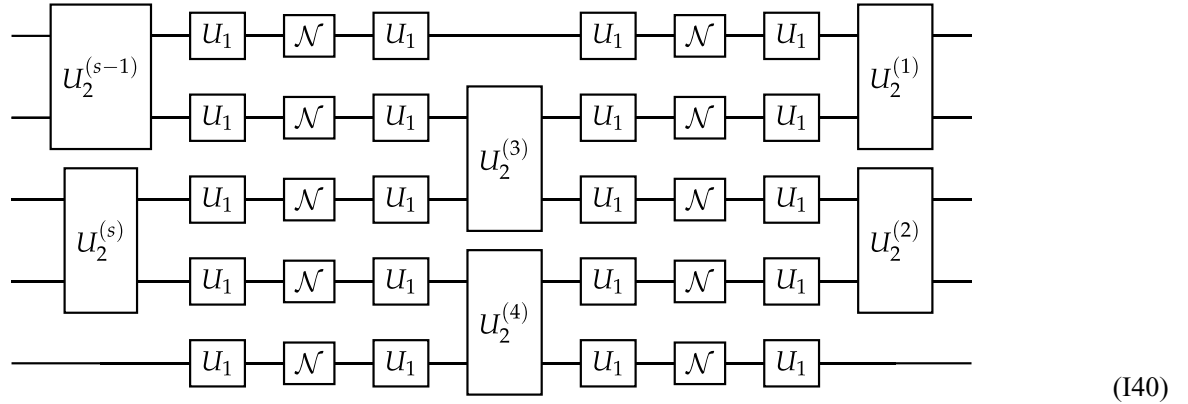 U_1 𝒩 U_1 U_1 𝒩 U_1
U_2^{(s−1)} U_2^{(1)}
U_1 𝒩 U_1 U_1 𝒩 U_1
U_2^{(3)}
U_1 𝒩 U_1 U_1 𝒩 U_1
U_2^{(s)} U_2^{(2)}
U_1 𝒩 U_1 U_1 𝒩 U_1
U_2^{(4)}
U_1 𝒩 U_1 U_1 𝒩 U_1
(I40)